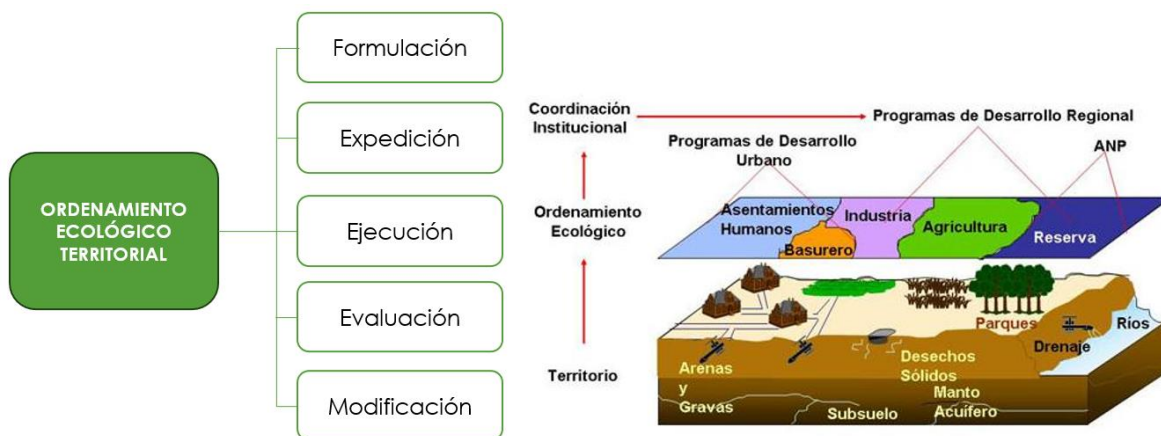 ORDENAMIENTO
ECOLÓGICO
TERRITORIAL
Formulación
Expedición
Ejecución
Evaluación
Modificación
Coordinación
Institucional
Ordenamiento
Ecológico
Territorio
Programas de Desarrollo Regional
Programas de Desarrollo
Urbano
ANP
Asentamientos
Humanos
Basurero
Industria
Agricultura
Reserva
Parques
Ríos
Drenaje
Arenas
y
Gravas
Desechos
Sólidos
Manto
Acuífero
Subsuelo